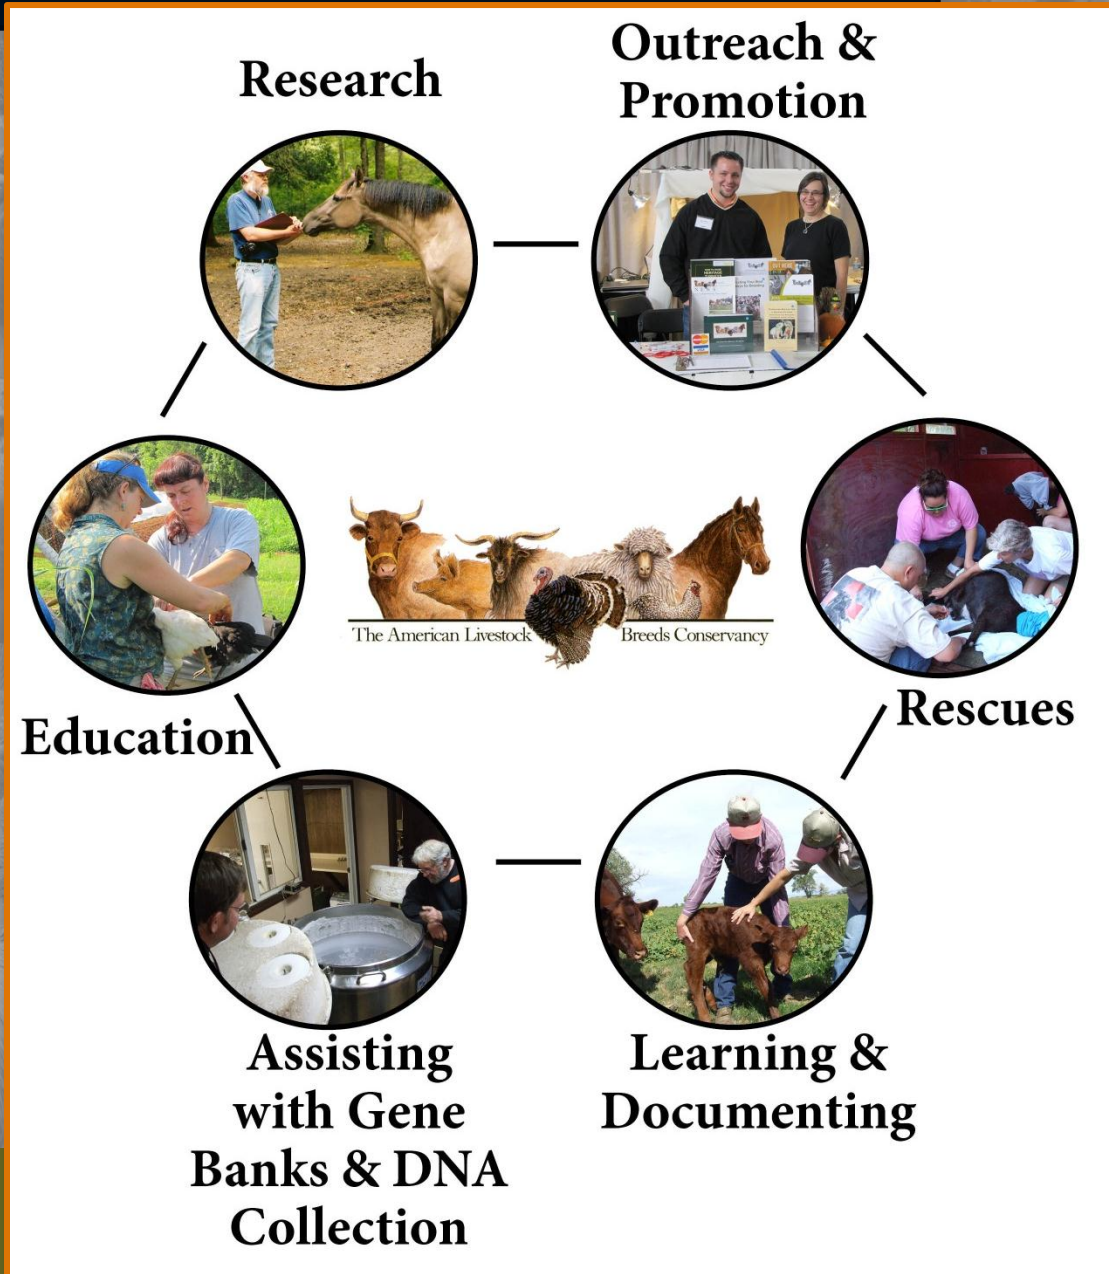 Research
Outreach &
Promotion
The American Livestock Breeds Conservancy
Education
Rescues
Assisting
with Gene
Banks & DNA
Collection
Learning &
Documenting